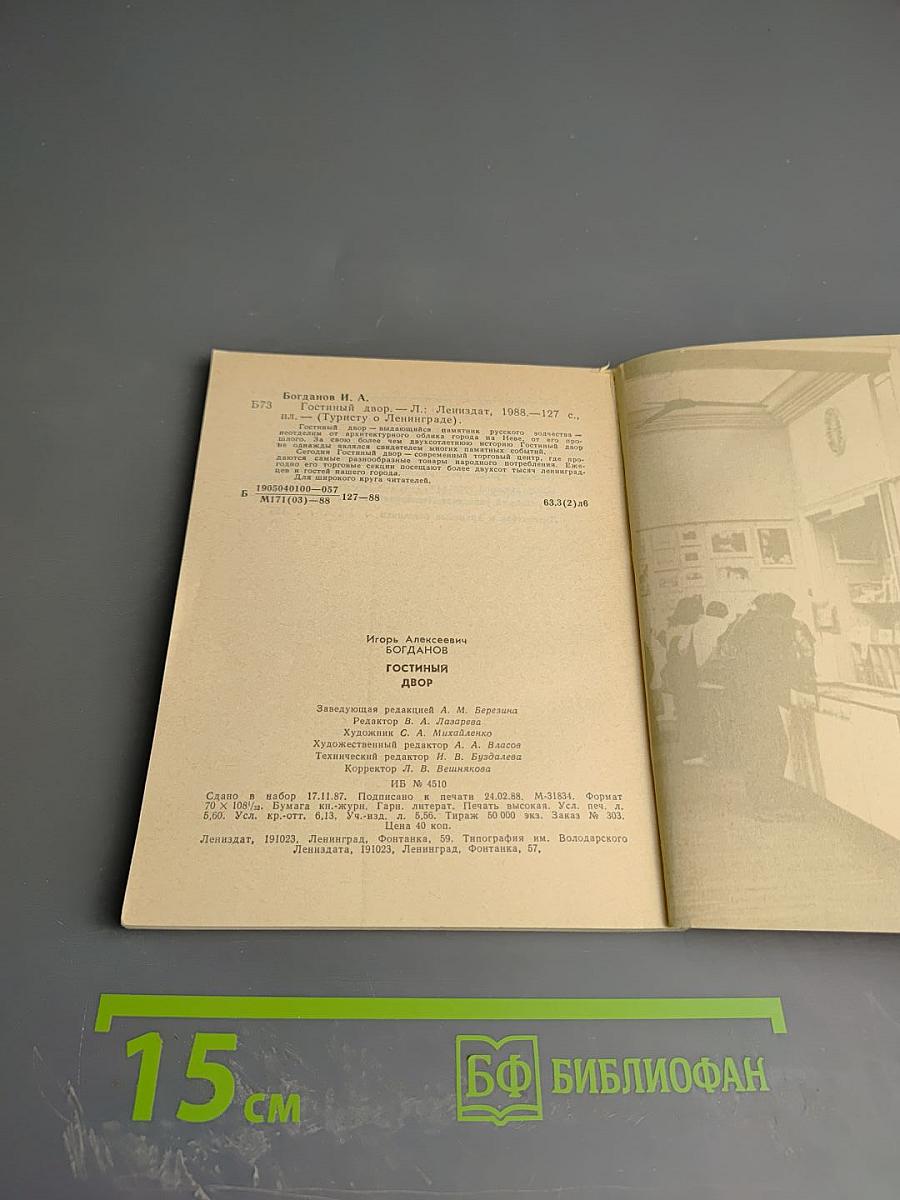 Богданов И. А.
Б73 Гостиный двор.— Л.: Лениздат, 1988.—127 с.,
ил.— (Туристу о Ленинграде).
Гостиный двор—выдающийся памятник русского зодчества—
неотделим от архитектурного облика города на Неве, от его про-
шлого. За свою более чем двухсотлетнюю историю Гостиный двор
не однажды являлся свидетелем многих памятных событий.
Сегодня Гостиный двор—современный торговый центр, где про-
даются самые разнообразные товары народного потребления. Еже-
годно его торговые секции посещают более двухсот тысяч ленинград-
цев и гостей нашего города.
Для широкого круга читателей.
Б 1905040100—057
М171(03)—88 127—88 63.3(2)л6
Игорь Алексеевич
БОГДАНОВ
ГОСТИНЫЙ
ДВОР
Заведующая редакцией А. М. Березина
Редактор В. А. Лазарева
Художник С. А. Михайленко
Художественный редактор А. А. Власов
Технический редактор И. В. Буздалева
Корректор Л. В. Вешнякова
ИБ № 4510
Сдано в набор 17.11.87. Подписано к печати 24.02.88. М-31834. Формат
70 × 108¹/₃₂. Бумага кн.-журн. Гарн. литерат. Печать высокая. Усл. печ. л.
5,60. Усл. кр.-отт. 6,13. Уч.-изд. л. 5,56. Тираж 50 000 экз. Заказ № 303.
Цена 40 коп.
Лениздат, 191023, Ленинград, Фонтанка, 59. Типография им. Володарского
Лениздата, 191023, Ленинград, Фонтанка, 57.
15 см
БФ БИБЛИОФАН